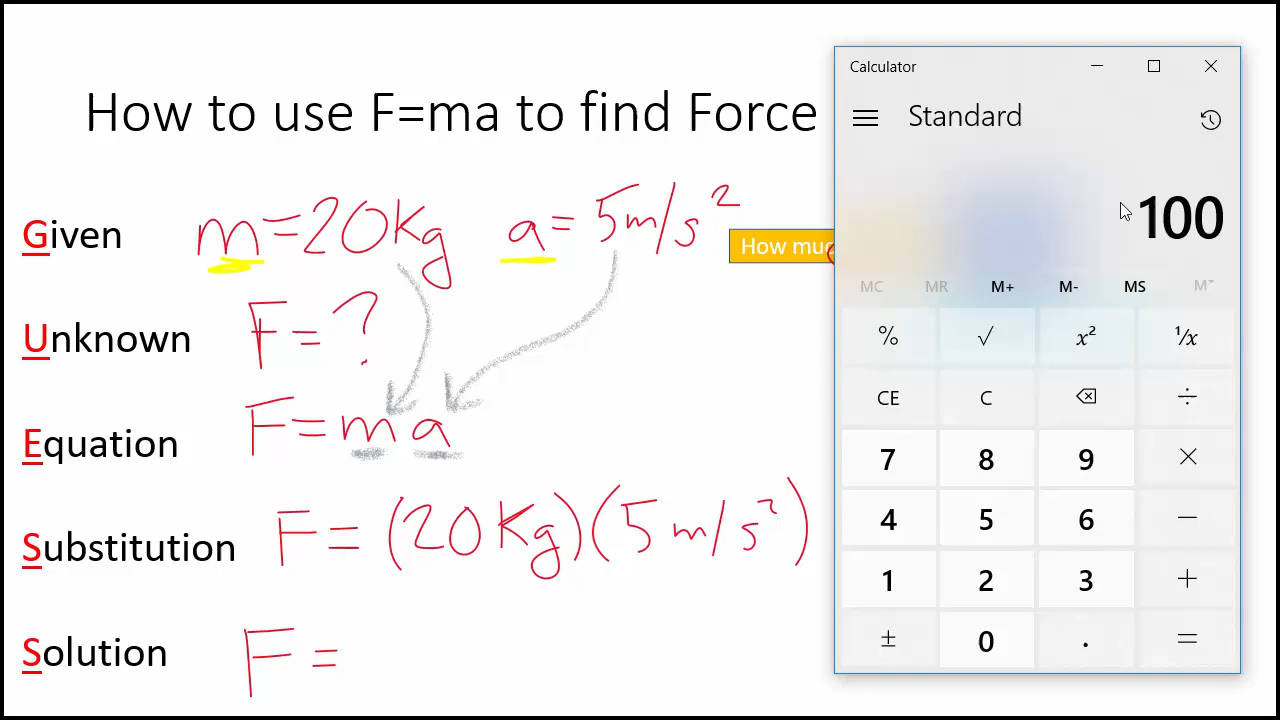 How to use F=ma to find Force
Given m=20Kg a=5m/s²
How muc
Unknown F=?
Equation F=ma
Substitution F=(20Kg)(5m/s²)
Solution F=
Calculator
Standard
100
MC MR M+ M- MS M˅
% √ x² ¹/x
CE C ÷
7 8 9 ×
4 5 6 −
1 2 3 +
± 0 . =